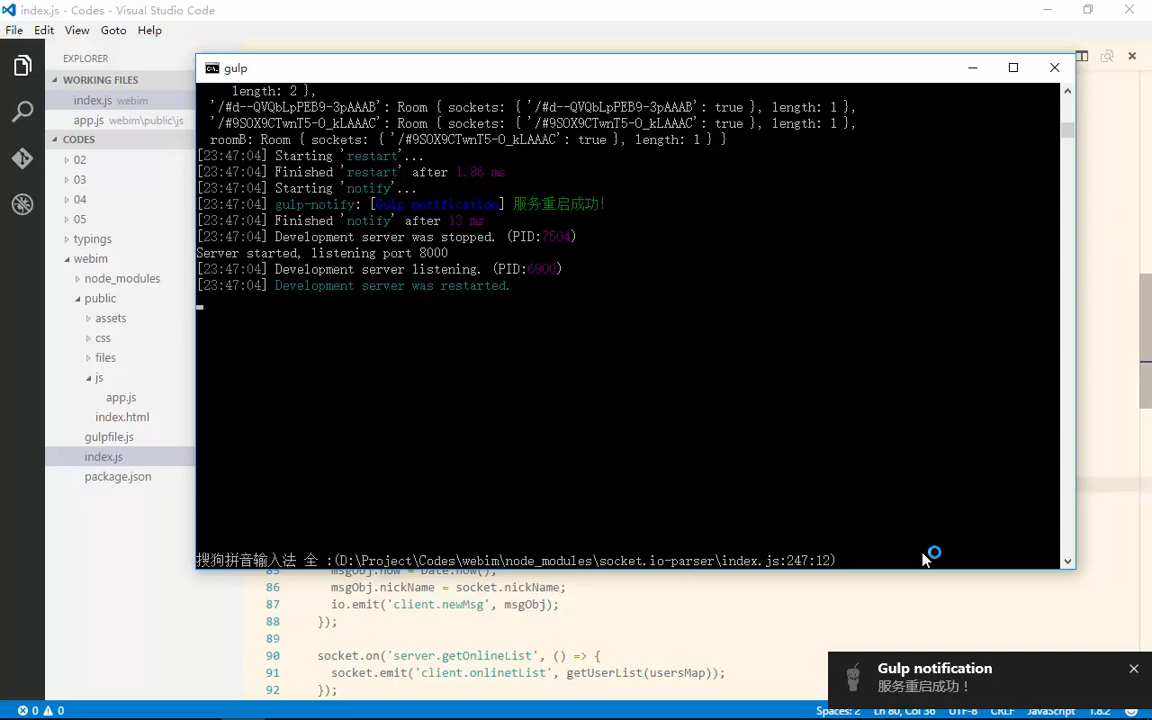 index.js - Codes - Visual Studio Code
File Edit View Goto Help
EXPLORER
WORKING FILES
index.js webim
app.js webim\public\js
CODES
02
03
04
05
typings
webim
node_modules
public
assets
css
files
js
app.js
index.html
gulpfile.js
index.js
package.json
gulp
length: 2 },
'/#d--QVQbLpPEB9-3pAAAB': Room { sockets: { '/#d--QVQbLpPEB9-3pAAAB': true }, length: 1 },
'/#9SOX9CTwnT5-O_kLAAAC': Room { sockets: { '/#9SOX9CTwnT5-O_kLAAAC': true }, length: 1 },
roomB: Room { sockets: { '/#9SOX9CTwnT5-O_kLAAAC': true }, length: 1 } }
[23:47:04] Starting 'restart'...
[23:47:04] Finished 'restart' after 1.86 ms
[23:47:04] Starting 'notify'...
[23:47:04] gulp-notify: [Gulp notification] 服务重启成功!
[23:47:04] Finished 'notify' after 13 ms
[23:47:04] Development server was stopped. (PID:7504)
Server started, listening port 8000
[23:47:04] Development server listening. (PID:6900)
[23:47:04] Development server was restarted.
搜狗拼音输入法 全 :(D:\Project\Codes\webim\node_modules\socket.io-parser\index.js:247:12)
86 msgObj.nickName = socket.nickName;
87 io.emit('client.newMsg', msgObj);
88 });
89
90 socket.on('server.getOnlineList', () => {
91 socket.emit('client.onlinetList', getUserList(usersMap));
92 });
Gulp notification
服务重启成功！
0 0
Spaces: 2 Ln 80, Col 36 UTF-8 CRLF JavaScript 1.8.2